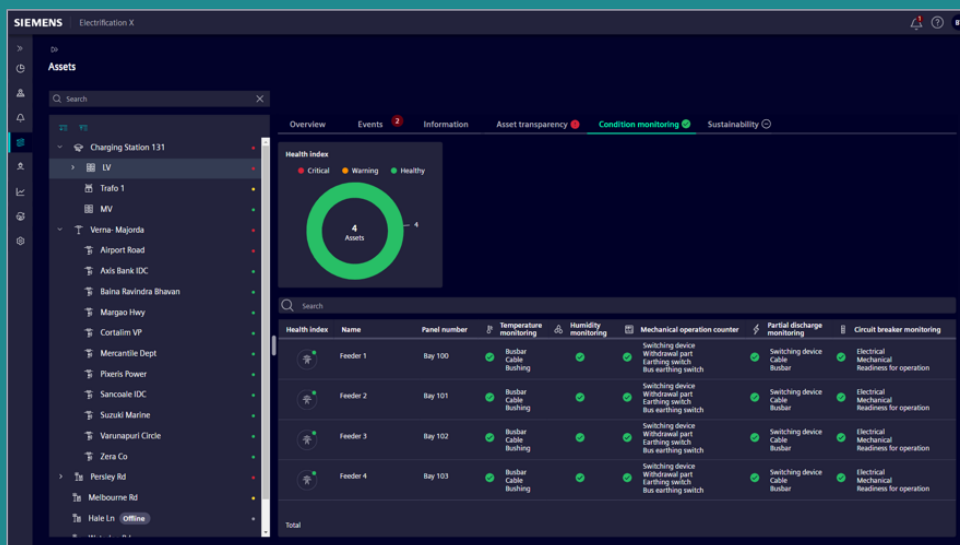 SIEMENS Electrification X
Assets
Search
Charging Station 131
LV
Trafo 1
MV
Verna- Majorda
Airport Road
Axis Bank IDC
Baina Ravindra Bhavan
Margao Hwy
Cortalim VP
Mercantile Dept
Pixeris Power
Sancoale IDC
Suzuki Marine
Varunapuri Circle
Zera Co
Persley Rd
Melbourne Rd
Hale Ln Offline
Overview Events 2 Information Asset transparency Condition monitoring Sustainability
Health index
Critical Warning Healthy
4
Assets
4
Search
Health index Name Panel number Temperature monitoring Humidity monitoring Mechanical operation counter Partial discharge monitoring Circuit breaker monitoring
Feeder 1 Bay 100
Busbar
Cable
Bushing
Switching device
Withdrawal part
Earthing switch
Bus earthing switch
Switching device
Cable
Busbar
Electrical
Mechanical
Readiness for operation
Feeder 2 Bay 101
Busbar
Cable
Bushing
Switching device
Withdrawal part
Earthing switch
Bus earthing switch
Switching device
Cable
Busbar
Electrical
Mechanical
Readiness for operation
Feeder 3 Bay 102
Busbar
Cable
Bushing
Switching device
Withdrawal part
Earthing switch
Bus earthing switch
Switching device
Cable
Busbar
Electrical
Mechanical
Readiness for operation
Feeder 4 Bay 103
Busbar
Cable
Bushing
Switching device
Withdrawal part
Earthing switch
Bus earthing switch
Switching device
Cable
Busbar
Electrical
Mechanical
Readiness for operation
Total